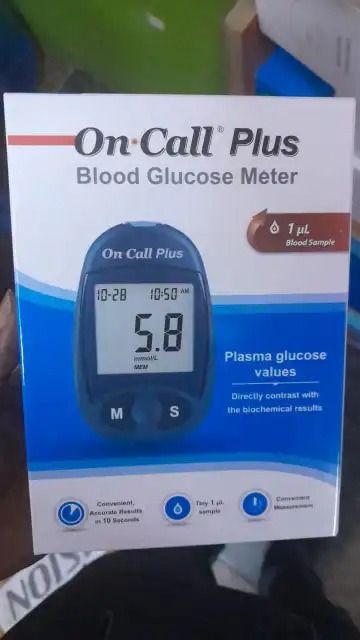 On·Call® Plus
Blood Glucose Meter
1 µL
Blood Sample
On Call Plus
10-28 10:50 AM
5.8
mmol/L
MEM
M S
Plasma glucose
values
Directly contrast with
the biochemical results
Convenient,
Accurate Results
in 10 Seconds
Tiny 1 µL
sample
Convenient
Measurement